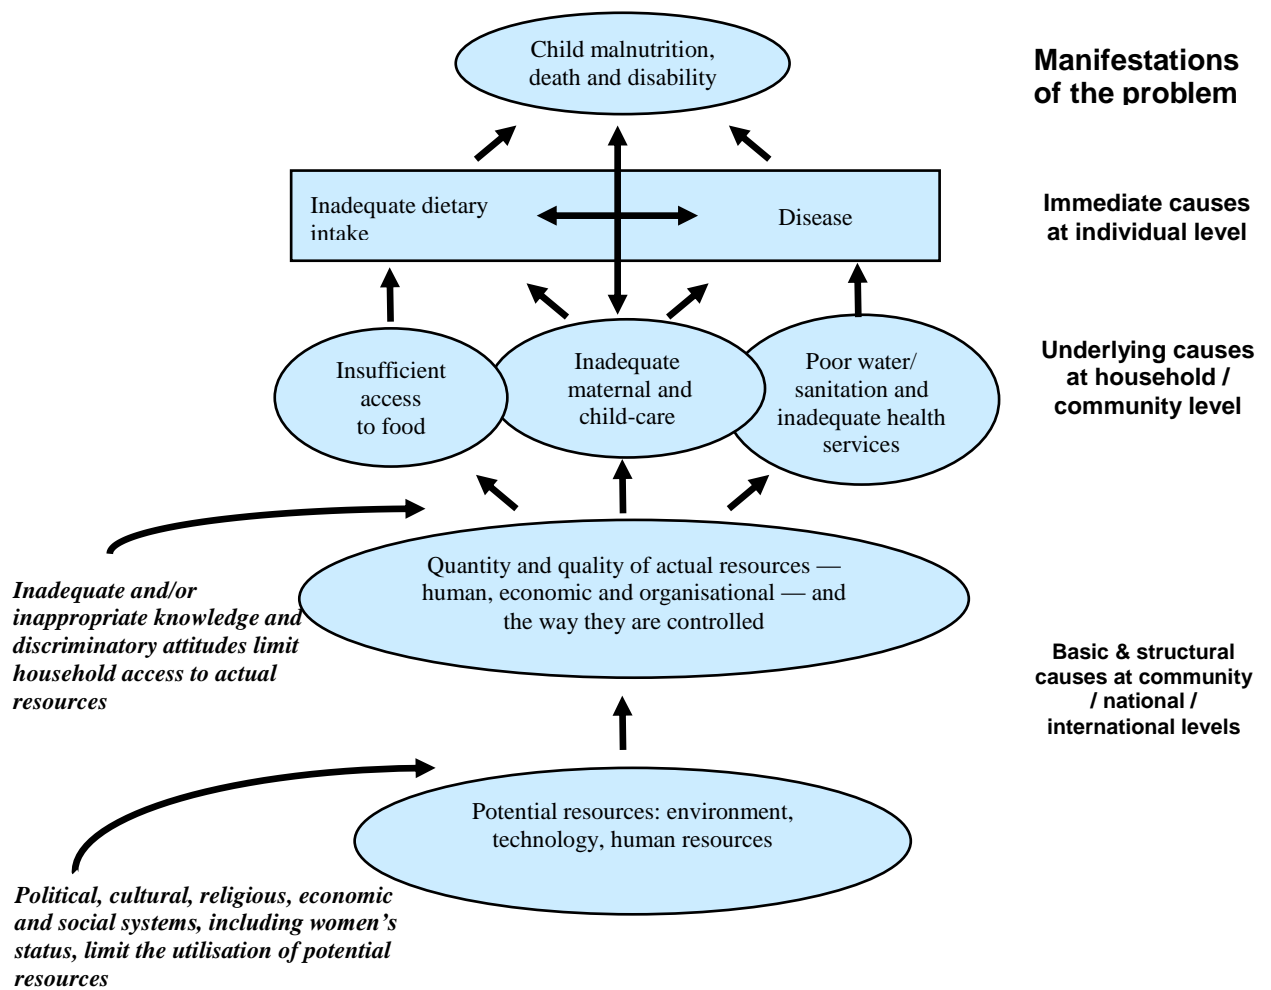 Child malnutrition,
death and disability
Manifestations
of the problem
Inadequate dietary
intake
Disease
Immediate causes
at individual level
Insufficient
access
to food
Inadequate
maternal and
child-care
Poor water/
sanitation and
inadequate health
services
Underlying causes
at household /
community level
Quantity and quality of actual resources —
human, economic and organisational — and
the way they are controlled
Inadequate and/or
inappropriate knowledge and
discriminatory attitudes limit
household access to actual
resources
Basic & structural
causes at community
/ national /
international levels
Potential resources: environment,
technology, human resources
Political, cultural, religious, economic
and social systems, including women’s
status, limit the utilisation of potential
resources